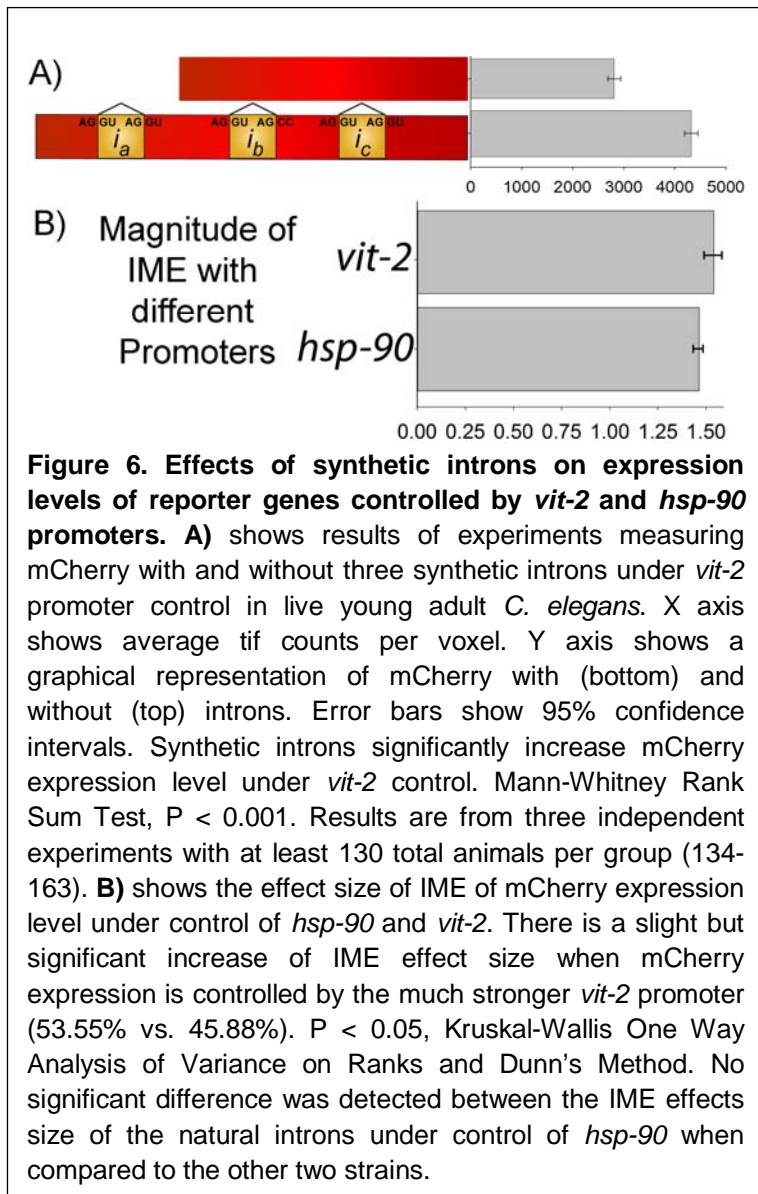 A)
AG GU AG GU AG GU AG CC AG GU AG GU
ia ib ic
0 1000 2000 3000 4000 5000
B) Magnitude of IME with different Promoters
vit-2
hsp-90
0.00 0.25 0.50 0.75 1.00 1.25 1.50
Figure 6. Effects of synthetic introns on expression
levels of reporter genes controlled by vit-2 and hsp-90
promoters. A) shows results of experiments measuring
mCherry with and without three synthetic introns under vit-2
promoter control in live young adult C. elegans. X axis
shows average tif counts per voxel. Y axis shows a
graphical representation of mCherry with (bottom) and
without (top) introns. Error bars show 95% confidence
intervals. Synthetic introns significantly increase mCherry
expression level under vit-2 control. Mann-Whitney Rank
Sum Test, P < 0.001. Results are from three independent
experiments with at least 130 total animals per group (134-
163). B) shows the effect size of IME of mCherry expression
level under control of hsp-90 and vit-2. There is a slight but
significant increase of IME effect size when mCherry
expression is controlled by the much stronger vit-2 promoter
(53.55% vs. 45.88%). P < 0.05, Kruskal-Wallis One Way
Analysis of Variance on Ranks and Dunn's Method. No
significant difference was detected between the IME effects
size of the natural introns under control of hsp-90 when
compared to the other two strains.